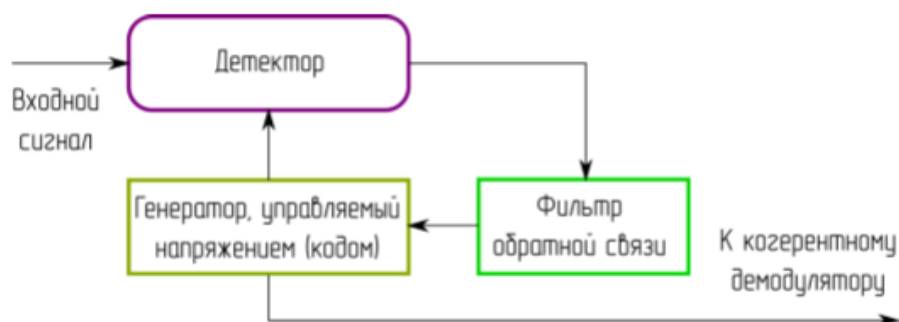 Детектор
Входной
сигнал
Генератор, управляемый
напряжением (кодом)
Фильтр
обратной связи
К когерентному
демодулятору